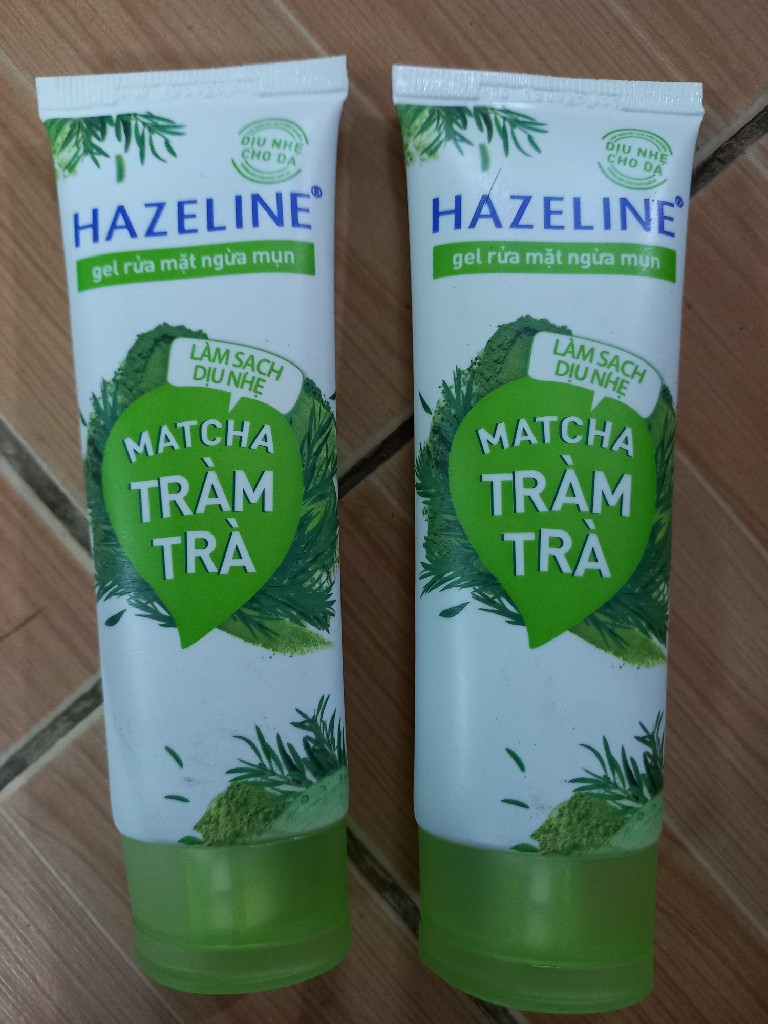 DỊU NHẸ
CHO DA
HAZELINE®
gel rửa mặt ngừa mụn
LÀM SẠCH
DỊU NHẸ
MATCHA
TRÀM
TRÀ
DỊU NHẸ
CHO DA
HAZELINE®
gel rửa mặt ngừa mụn
LÀM SẠCH
DỊU NHẸ
MATCHA
TRÀM
TRÀ